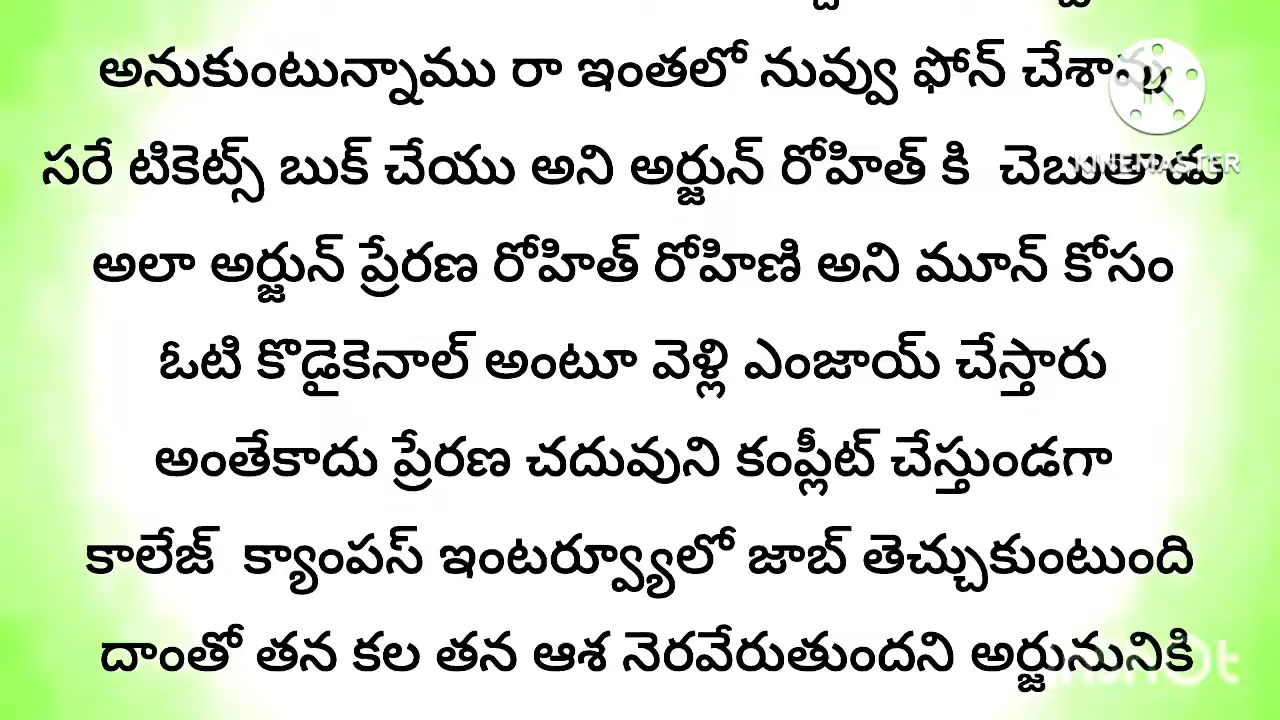 అనుకుంటున్నాము రా ఇంతలో నువ్వు ఫోన్ చేశావు
సరే టికెట్స్ బుక్ చేయు అని అర్జున్ రోహిత్ కి చెబుతాడు
KINEMASTER
అలా అర్జున్ ప్రేరణ రోహిత్ రోహిణి అని మూన్ కోసం
ఓటి కొడైకెనాల్ అంటూ వెళ్లి ఎంజాయ్ చేస్తారు
అంతేకాదు ప్రేరణ చదువుని కంప్లీట్ చేస్తుండగా
కాలేజ్ క్యాంపస్ ఇంటర్వ్యూలో జాబ్ తెచ్చుకుంటుంది
దాంతో తన కల తన ఆశ నెరవేరుతుందని అర్జునునికి